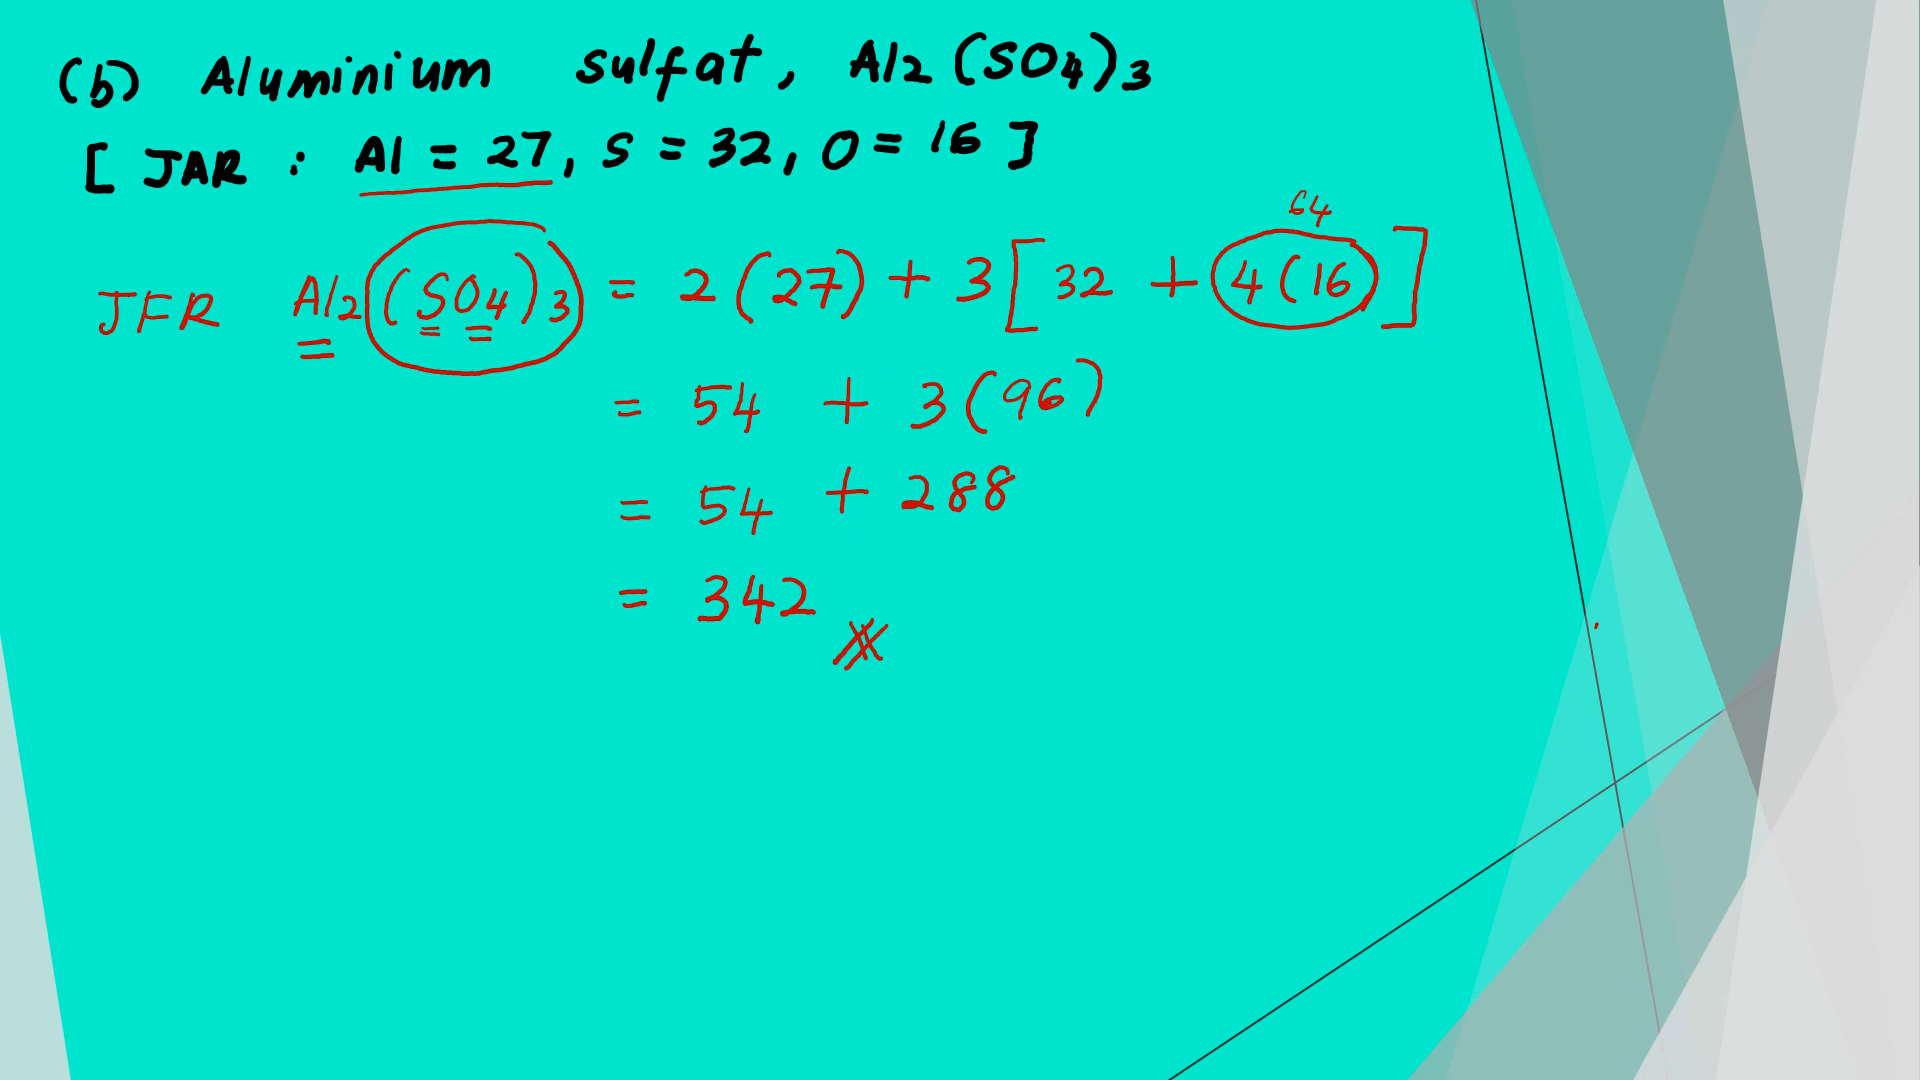 (b) Aluminium sulfat, Al2(SO4)3
[JAR : Al = 27, S = 32, O = 16]
64
JFR Al2(SO4)3 = 2(27) + 3[32 + 4(16)]
= 54 + 3(96)
= 54 + 288
= 342